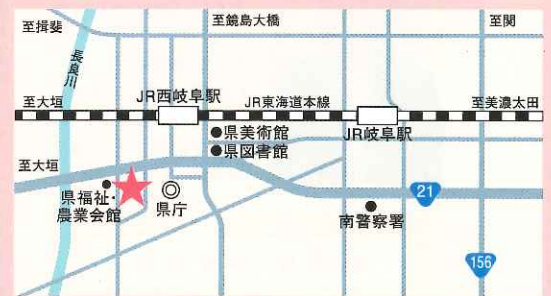 至揖斐
至鏡島大橋
至関
長良川
JR西岐阜駅
至大垣
JR東海道本線
至美濃太田
県美術館
JR岐阜駅
県図書館
至大垣
21
県福祉・
農業会館
県庁
南警察署
156